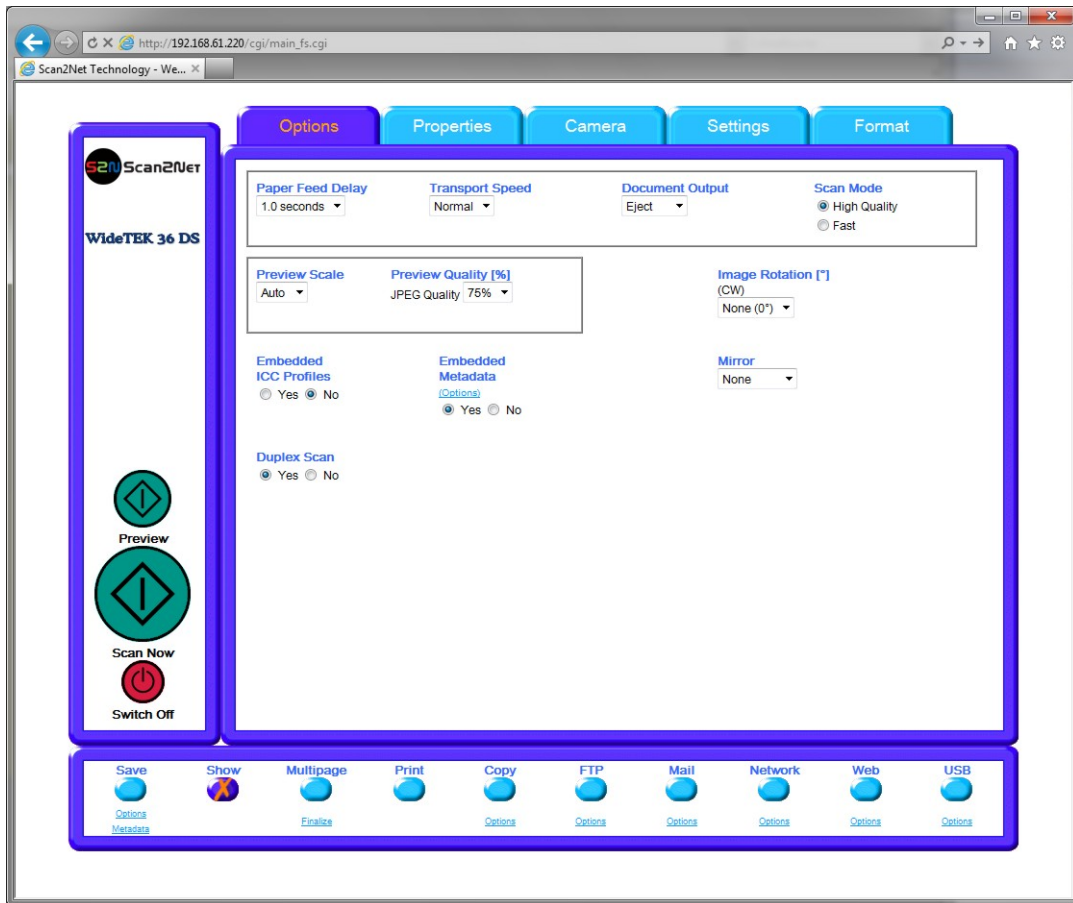 http://192.168.61.220/cgi/main_fs.cgi
Scan2Net Technology - We...
Options Properties Camera Settings Format
S2N Scan2Net
WideTEK 36 DS
Paper Feed Delay Transport Speed Document Output Scan Mode
1.0 seconds Normal Eject High Quality
Fast
Preview Scale Preview Quality [%] Image Rotation [°]
(CW)
Auto JPEG Quality 75%
None (0°)
Embedded Embedded Mirror
ICC Profiles Metadata
None
(Options)
Yes No
Yes No
Duplex Scan
Yes No
Preview
Scan Now
Switch Off
Save Show Multipage Print Copy FTP Mail Network Web USB
X
Options Finalize Options Options Options Options Options Options
Metadata